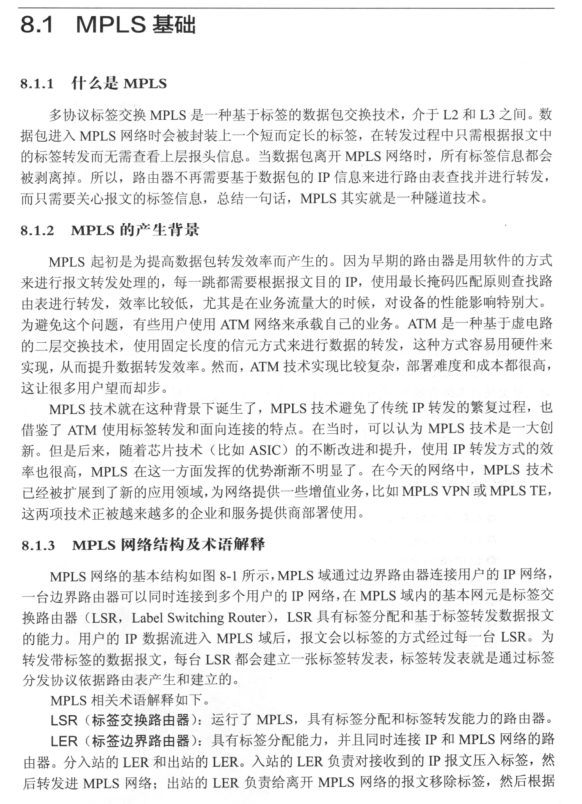 8.1 MPLS 基础
8.1.1 什么是 MPLS
多协议标签交换 MPLS 是一种基于标签的数据包交换技术，介于 L2 和 L3 之间。数
据包进入 MPLS 网络时会被封装上一个短而定长的标签，在转发过程中只需根据报文中
的标签转发而无需查看上层报头信息。当数据包离开 MPLS 网络时，所有标签信息都会
被剥离掉。所以，路由器不再需要基于数据包的 IP 信息来进行路由表查找并进行转发，
而只需要关心报文的标签信息，总结一句话，MPLS 其实就是一种隧道技术。
8.1.2 MPLS 的产生背景
MPLS 起初是为提高数据包转发效率而产生的。因为早期的路由器是用软件的方式
来进行报文转发处理的，每一跳都需要根据报文目的 IP，使用最长掩码匹配原则查找路
由表进行转发，效率比较低，尤其是在业务流量大的时候，对设备的性能影响特别大。
为避免这个问题，有些用户使用 ATM 网络来承载自己的业务。ATM 是一种基于虚电路
的二层交换技术，使用固定长度的信元方式来进行数据的转发，这种方式容易用硬件来
实现，从而提升数据转发效率。然而，ATM 技术实现比较复杂，部署难度和成本都很高，
这让很多用户望而却步。
MPLS 技术就在这种背景下诞生了，MPLS 技术避免了传统 IP 转发的繁复过程，也
借鉴了 ATM 使用标签转发和面向连接的特点。在当时，可以认为 MPLS 技术是一大创
新。但是后来，随着芯片技术（比如 ASIC）的不断改进和提升，使用 IP 转发方式的效
率也很高，MPLS 在这一方面发挥的优势渐渐不明显了。在今天的网络中，MPLS 技术
已经被扩展到了新的应用领域，为网络提供一些增值业务，比如 MPLS VPN 或 MPLS TE，
这两项技术正被越来越多的企业和服务提供商部署使用。
8.1.3 MPLS 网络结构及术语解释
MPLS 网络的基本结构如图 8-1 所示，MPLS 域通过边界路由器连接用户的 IP 网络，
一台边界路由器可以同时连接到多个用户的 IP 网络，在 MPLS 域内的基本网元是标签交
换路由器（LSR，Label Switching Router），LSR 具有标签分配和基于标签转发数据报文
的能力。用户的 IP 数据流进入 MPLS 域后，报文会以标签的方式经过每一台 LSR。为
转发带标签的数据报文，每台 LSR 都会建立一张标签转发表，标签转发表就是通过标签
分发协议依据路由表产生和建立的。
MPLS 相关术语解释如下。
LSR（标签交换路由器）：运行了 MPLS，具有标签分配和标签转发能力的路由器。
LER（标签边界路由器）：具有标签分配能力，并且同时连接 IP 和 MPLS 网络的路
由器。分入站的 LER 和出站的 LER。入站的 LER 负责对接收到的 IP 报文压入标签，然
后转发进 MPLS 网络；出站的 LER 负责给离开 MPLS 网络的报文移除标签，然后根据